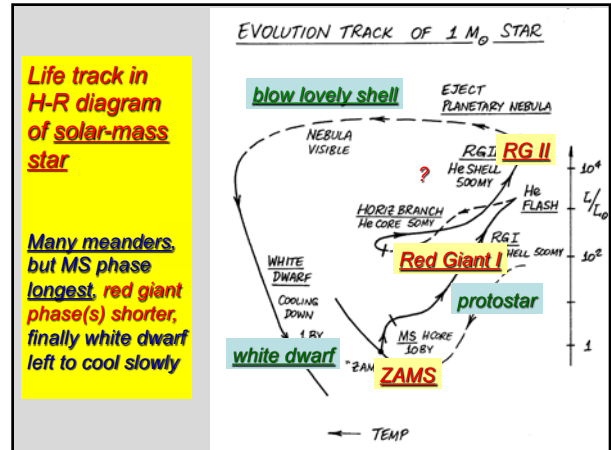 EVOLUTION TRACK OF 1 M⊙ STAR
Life track in
H-R diagram
of solar-mass
star
Many meanders,
but MS phase
longest, red giant
phase(s) shorter,
finally white dwarf
left to cool slowly
blow lovely shell
EJECT
PLANETARY NEBULA
NEBULA
VISIBLE
RG II
He SHELL
500MY
RG II
?
10⁴
He
FLASH
L/L⊙
HORIZ BRANCH
He CORE 50MY
RG I
SHELL 500MY
Red Giant I
10²
WHITE
DWARF
COOLING
DOWN
1 BY
protostar
white dwarf
MS H CORE
10BY
1
"ZAM
ZAMS
← TEMP